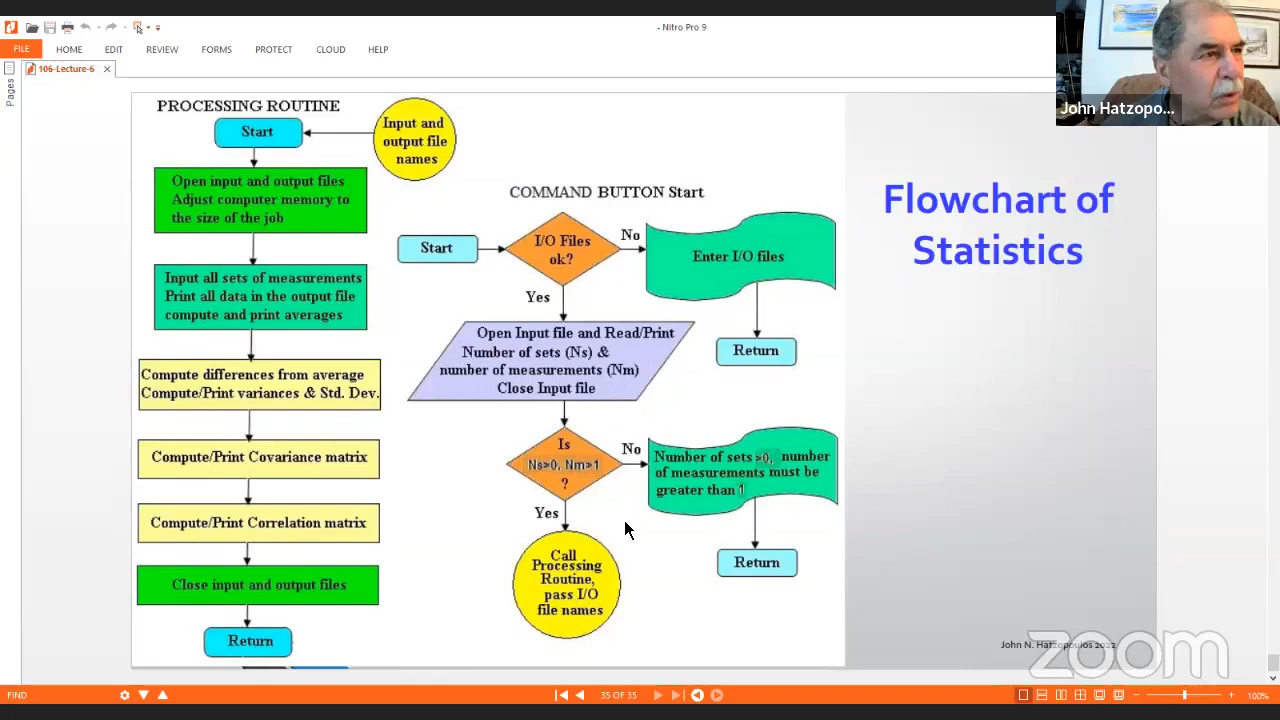 - Nitro Pro 9
FILE HOME EDIT REVIEW FORMS PROTECT CLOUD HELP
106-Lecture-6
Pages
John Hatzopo...
PROCESSING ROUTINE
Start
Input and
output file
names
Open input and output files
Adjust computer memory to
the size of the job
Input all sets of measurements
Print all data in the output file
compute and print averages
Compute differences from average
Compute/Print variances & Std. Dev.
Compute/Print Covariance matrix
Compute/Print Correlation matrix
Close input and output files
Return
COMMAND BUTTON Start
Start
I/O Files
ok?
No
Enter I/O files
Return
Yes
Open Input file and Read/Print
Number of sets (Ns) &
number of measurements (Nm)
Close Input file
Is
Ns>0, Nm>1
?
No
Number of sets >0, number
of measurements must be
greater than 1
Return
Yes
Call
Processing
Routine,
pass I/O
file names
Flowchart of
Statistics
John N. Hatzopoulos 2022
zoom
FIND
35 OF 35
100%